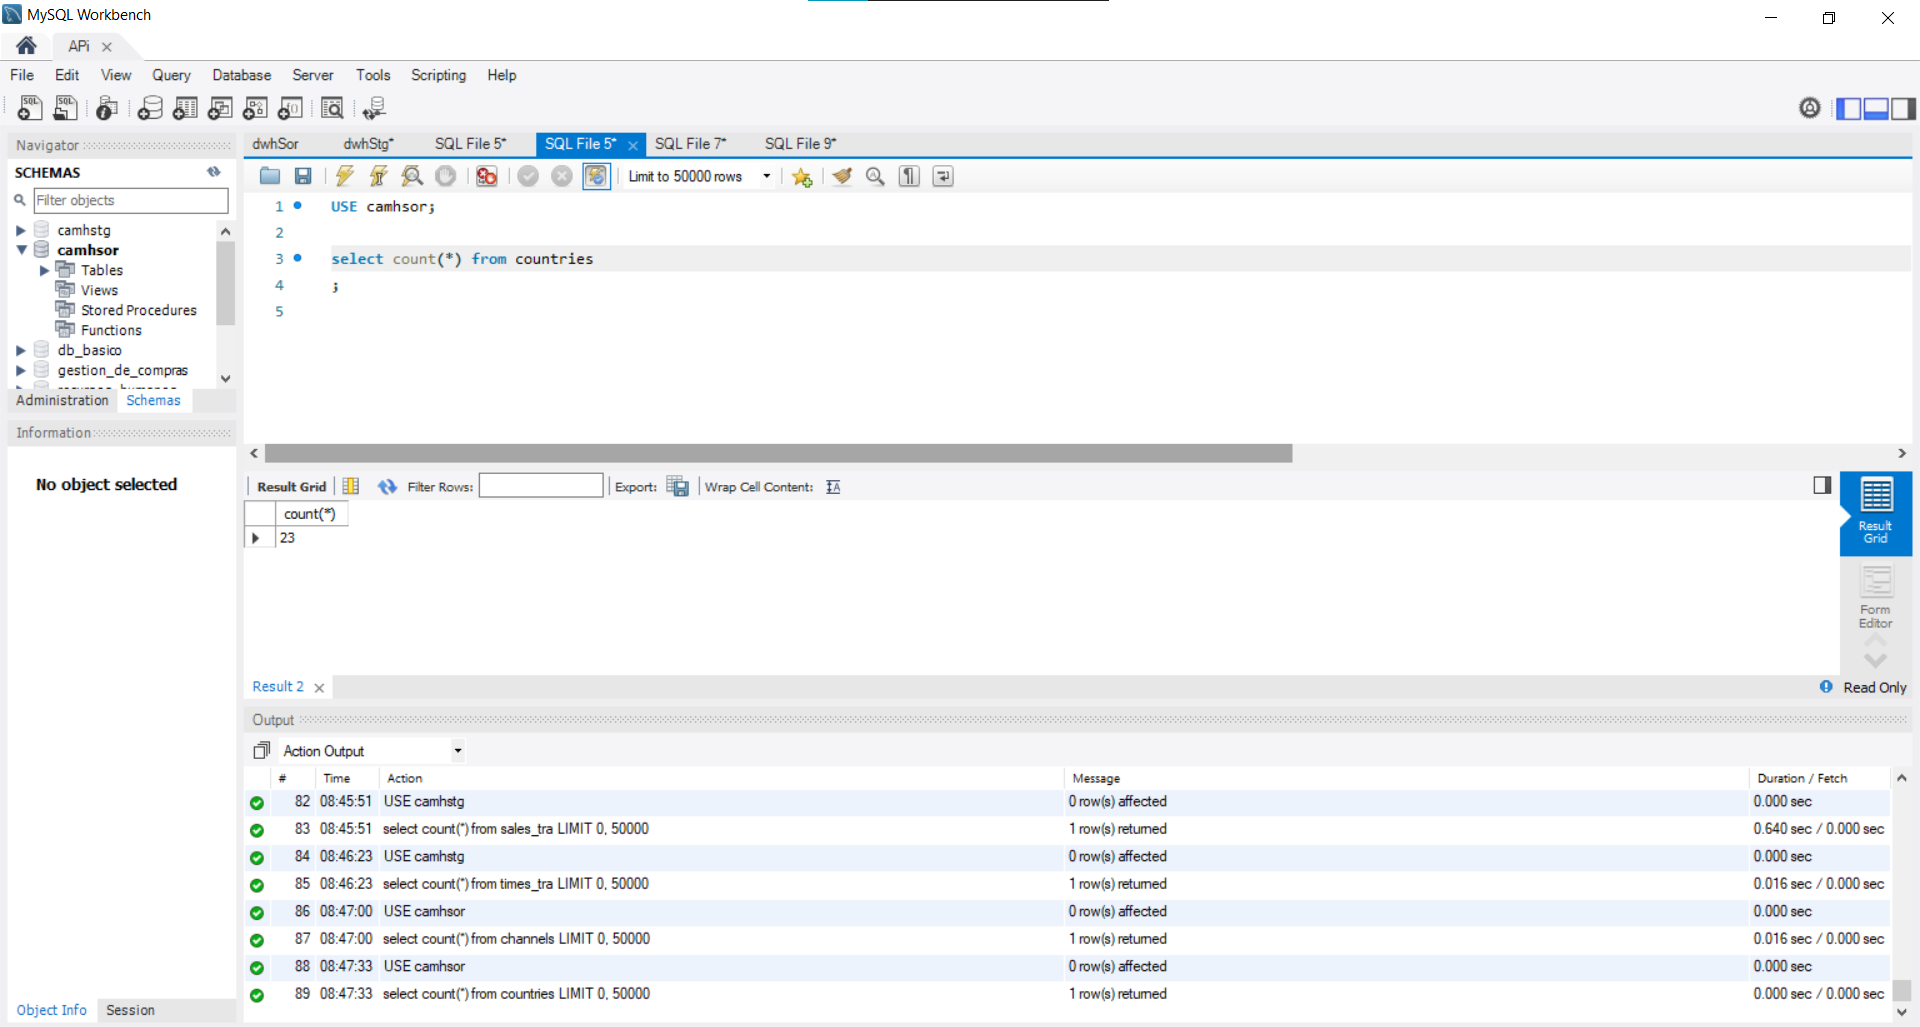 MySQL Workbench
APi
File Edit View Query Database Server Tools Scripting Help
Navigator
SCHEMAS
Filter objects
camhstg
camhsor
Tables
Views
Stored Procedures
Functions
db_basico
gestion_de_compras
Administration Schemas
Information
No object selected
Object Info Session
dwhSor dwhStg* SQL File 5* SQL File 5* SQL File 7* SQL File 9*
Limit to 50000 rows
1 USE camhsor;
2
3 select count(*) from countries
4 ;
5
Result Grid Filter Rows: Export: Wrap Cell Content:
count(*)
23
Result Grid
Form Editor
Result 2 Read Only
Output
Action Output
# Time Action Message Duration / Fetch
82 08:45:51 USE camhstg 0 row(s) affected 0.000 sec
83 08:45:51 select count(*) from sales_tra LIMIT 0, 50000 1 row(s) returned 0.640 sec / 0.000 sec
84 08:46:23 USE camhstg 0 row(s) affected 0.000 sec
85 08:46:23 select count(*) from times_tra LIMIT 0, 50000 1 row(s) returned 0.016 sec / 0.000 sec
86 08:47:00 USE camhsor 0 row(s) affected 0.000 sec
87 08:47:00 select count(*) from channels LIMIT 0, 50000 1 row(s) returned 0.016 sec / 0.000 sec
88 08:47:33 USE camhsor 0 row(s) affected 0.000 sec
89 08:47:33 select count(*) from countries LIMIT 0, 50000 1 row(s) returned 0.000 sec / 0.000 sec